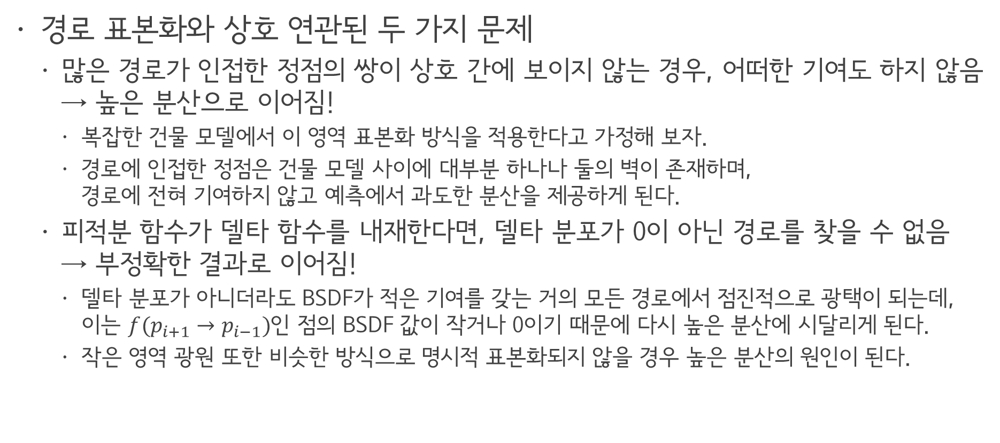 · 경로 표본화와 상호 연관된 두 가지 문제
· 많은 경로가 인접한 정점의 쌍이 상호 간에 보이지 않는 경우, 어떠한 기여도 하지 않음
→ 높은 분산으로 이어짐!
· 복잡한 건물 모델에서 이 영역 표본화 방식을 적용한다고 가정해 보자.
· 경로에 인접한 정점은 건물 모델 사이에 대부분 하나나 둘의 벽이 존재하며,
경로에 전혀 기여하지 않고 예측에서 과도한 분산을 제공하게 된다.
· 피적분 함수가 델타 함수를 내재한다면, 델타 분포가 0이 아닌 경로를 찾을 수 없음
→ 부정확한 결과로 이어짐!
· 델타 분포가 아니더라도 BSDF가 적은 기여를 갖는 거의 모든 경로에서 점진적으로 광택이 되는데,
이는 𝑓(𝑝ᵢ₊₁ → 𝑝ᵢ₋₁)인 점의 BSDF 값이 작거나 0이기 때문에 다시 높은 분산에 시달리게 된다.
· 작은 영역 광원 또한 비슷한 방식으로 명시적 표본화되지 않을 경우 높은 분산의 원인이 된다.